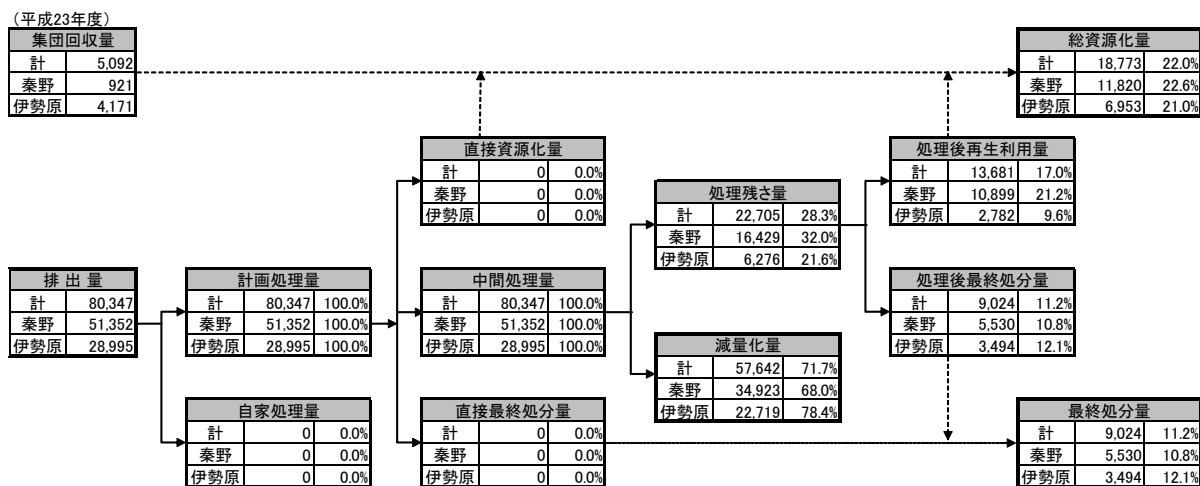 (平成23年度)
集団回収量
計 5,092
秦野 921
伊勢原 4,171
総資源化量
計 18,773 22.0%
秦野 11,820 22.6%
伊勢原 6,953 21.0%
直接資源化量
計 0 0.0%
秦野 0 0.0%
伊勢原 0 0.0%
処理後再生利用量
計 13,681 17.0%
秦野 10,899 21.2%
伊勢原 2,782 9.6%
処理残さ量
計 22,705 28.3%
秦野 16,429 32.0%
伊勢原 6,276 21.6%
排出量
計 80,347
秦野 51,352
伊勢原 28,995
計画処理量
計 80,347 100.0%
秦野 51,352 100.0%
伊勢原 28,995 100.0%
中間処理量
計 80,347 100.0%
秦野 51,352 100.0%
伊勢原 28,995 100.0%
処理後最終処分量
計 9,024 11.2%
秦野 5,530 10.8%
伊勢原 3,494 12.1%
減量化量
計 57,642 71.7%
秦野 34,923 68.0%
伊勢原 22,719 78.4%
自家処理量
計 0 0.0%
秦野 0 0.0%
伊勢原 0 0.0%
直接最終処分量
計 0 0.0%
秦野 0 0.0%
伊勢原 0 0.0%
最終処分量
計 9,024 11.2%
秦野 5,530 10.8%
伊勢原 3,494 12.1%